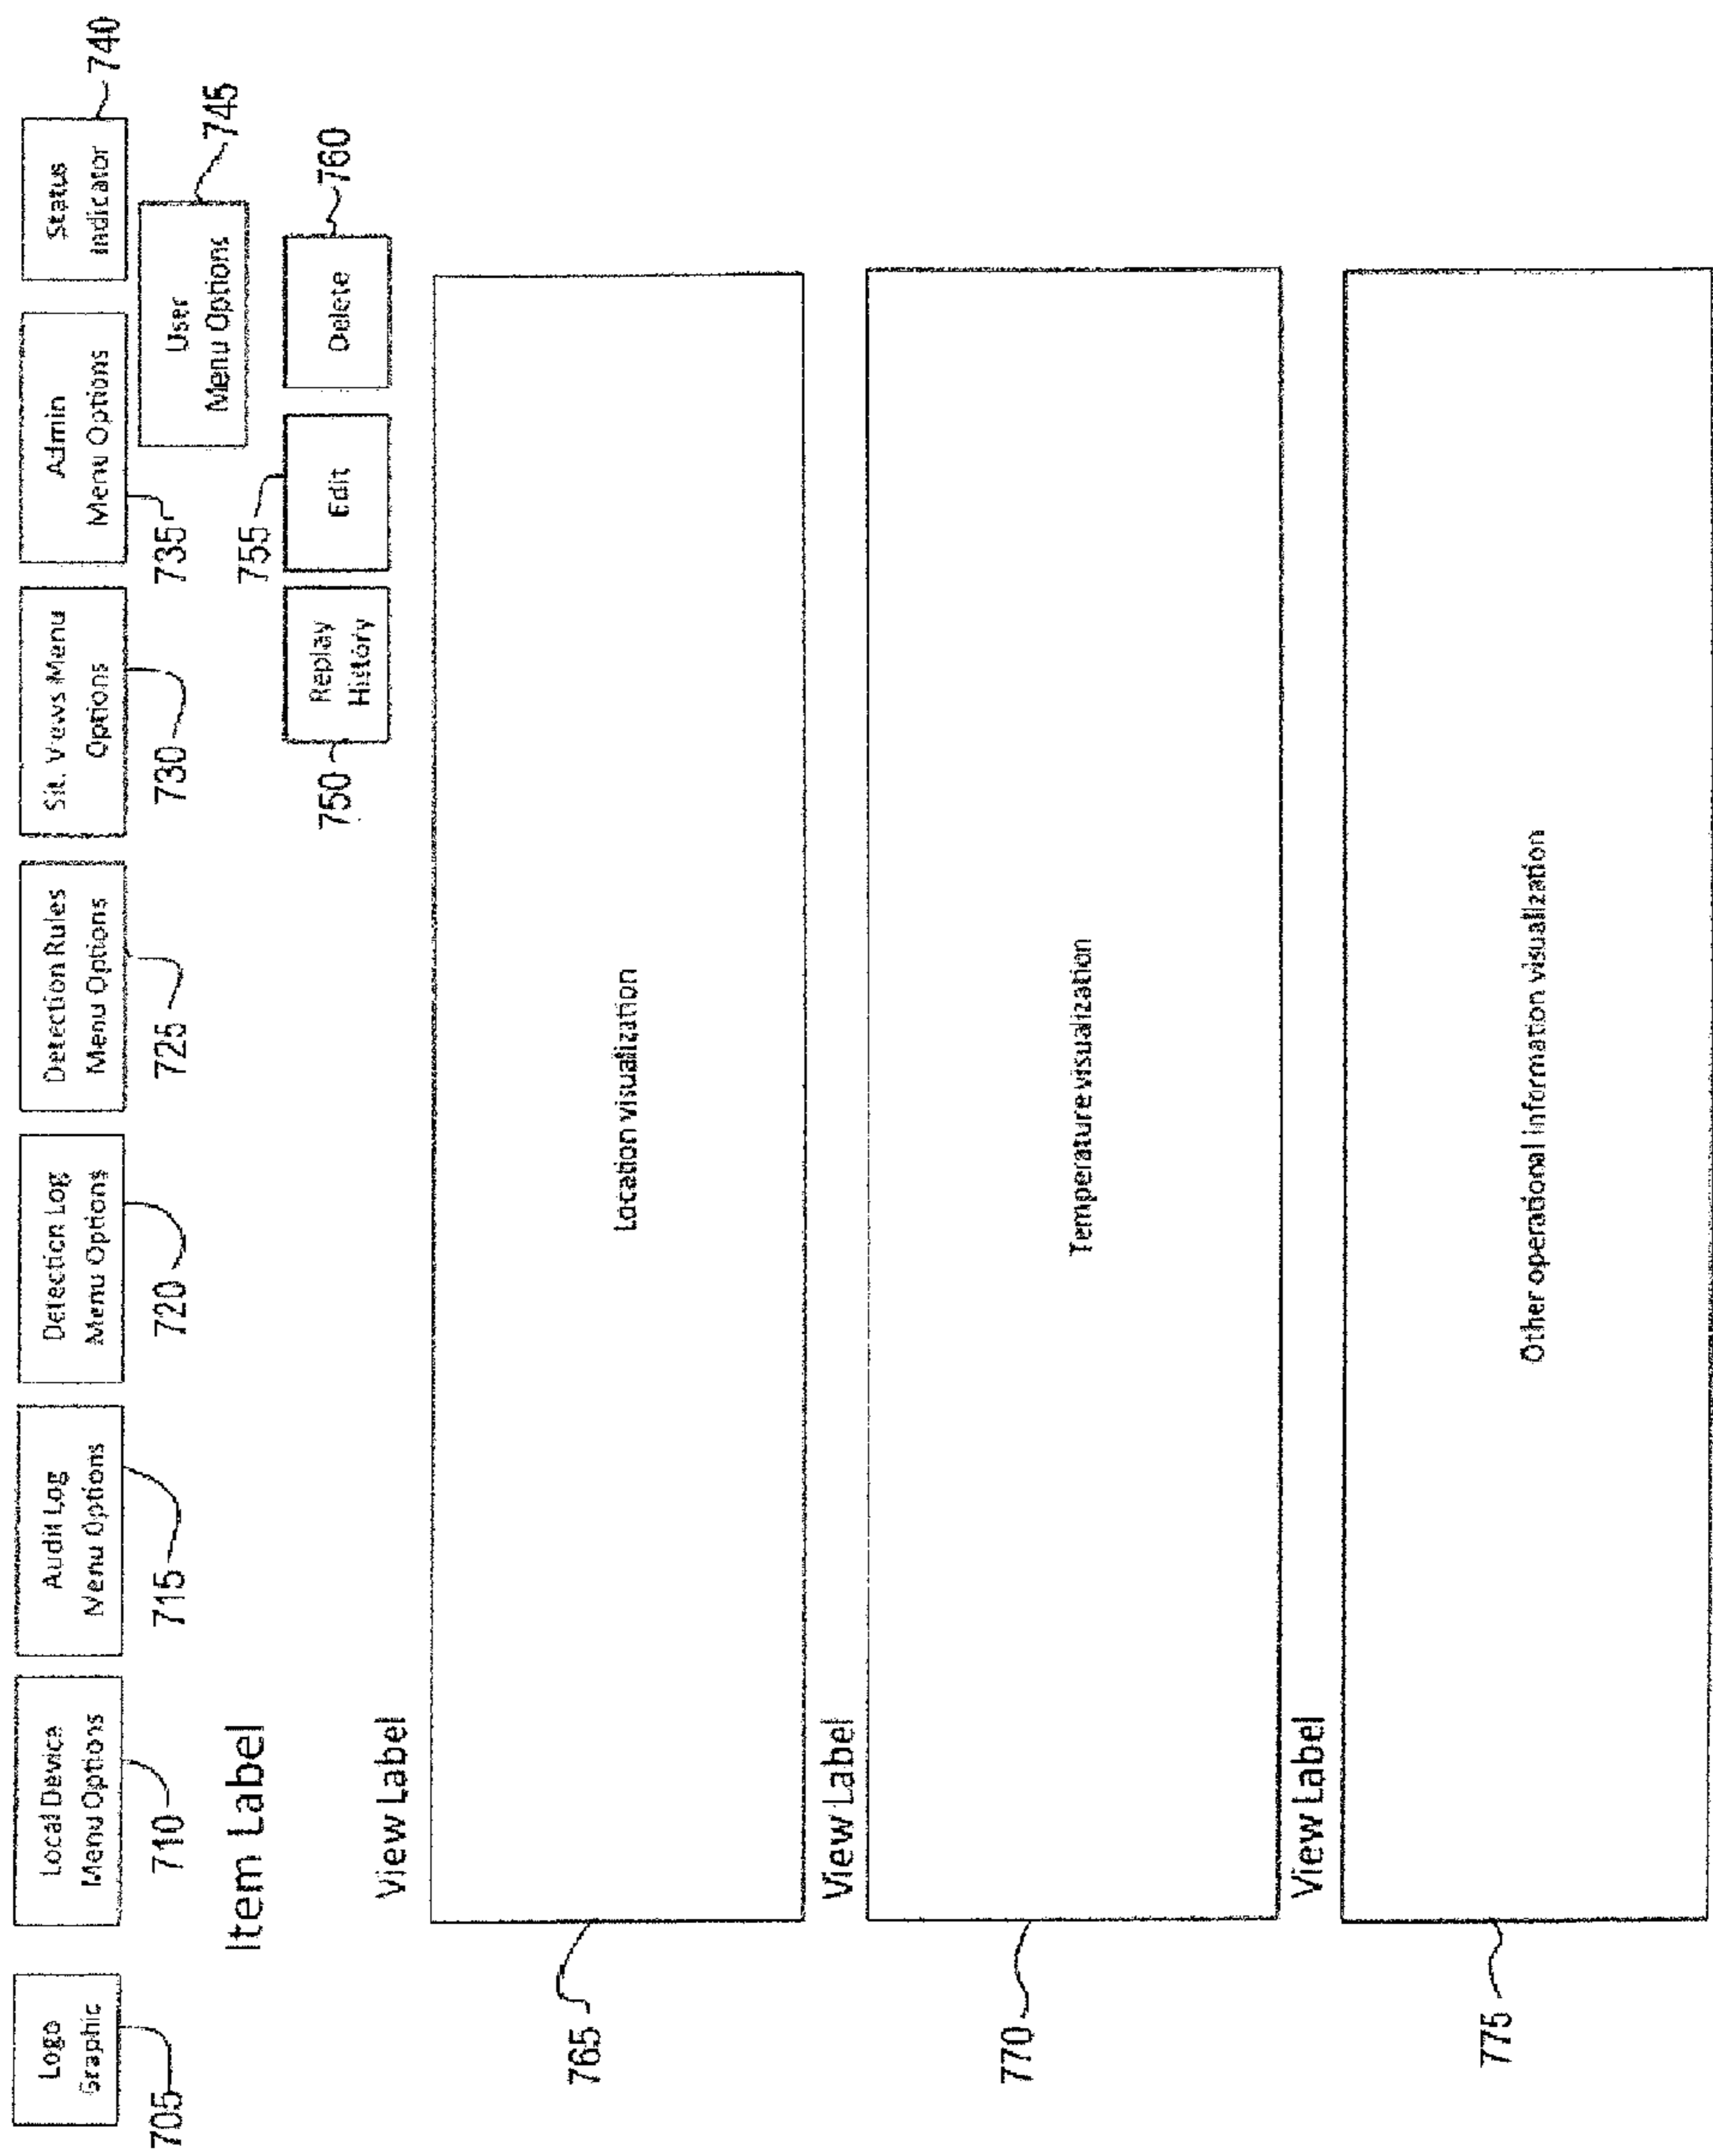 Logo
Graphic
Local Device
Menu Options
Audit Log
Menu Options
Detection Log
Menu Options
Detection Rules
Menu Options
Sit. Views Menu
Options
Admin
Menu Options
Status
Indicator
740
705
710
715
720
725
730
735
User
Menu Options
745
Item Label
755
Replay
History
Edit
Delete
760
750
View Label
Location visualization
765
View Label
Temperature visualization
770
View Label
Other operational information visualization
775